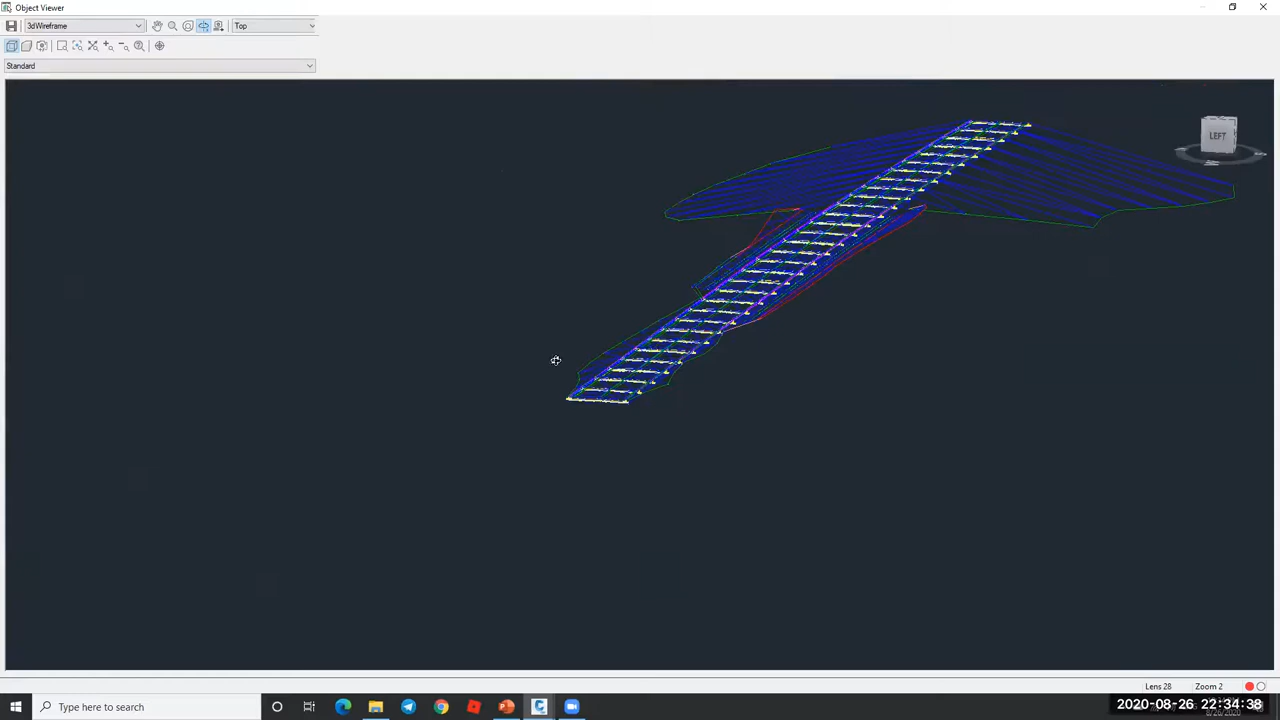 Object Viewer
3dWireframe
Top
Standard
LEFT
Lens 28
Zoom 2
Type here to search
2020-08-26 22:34:38